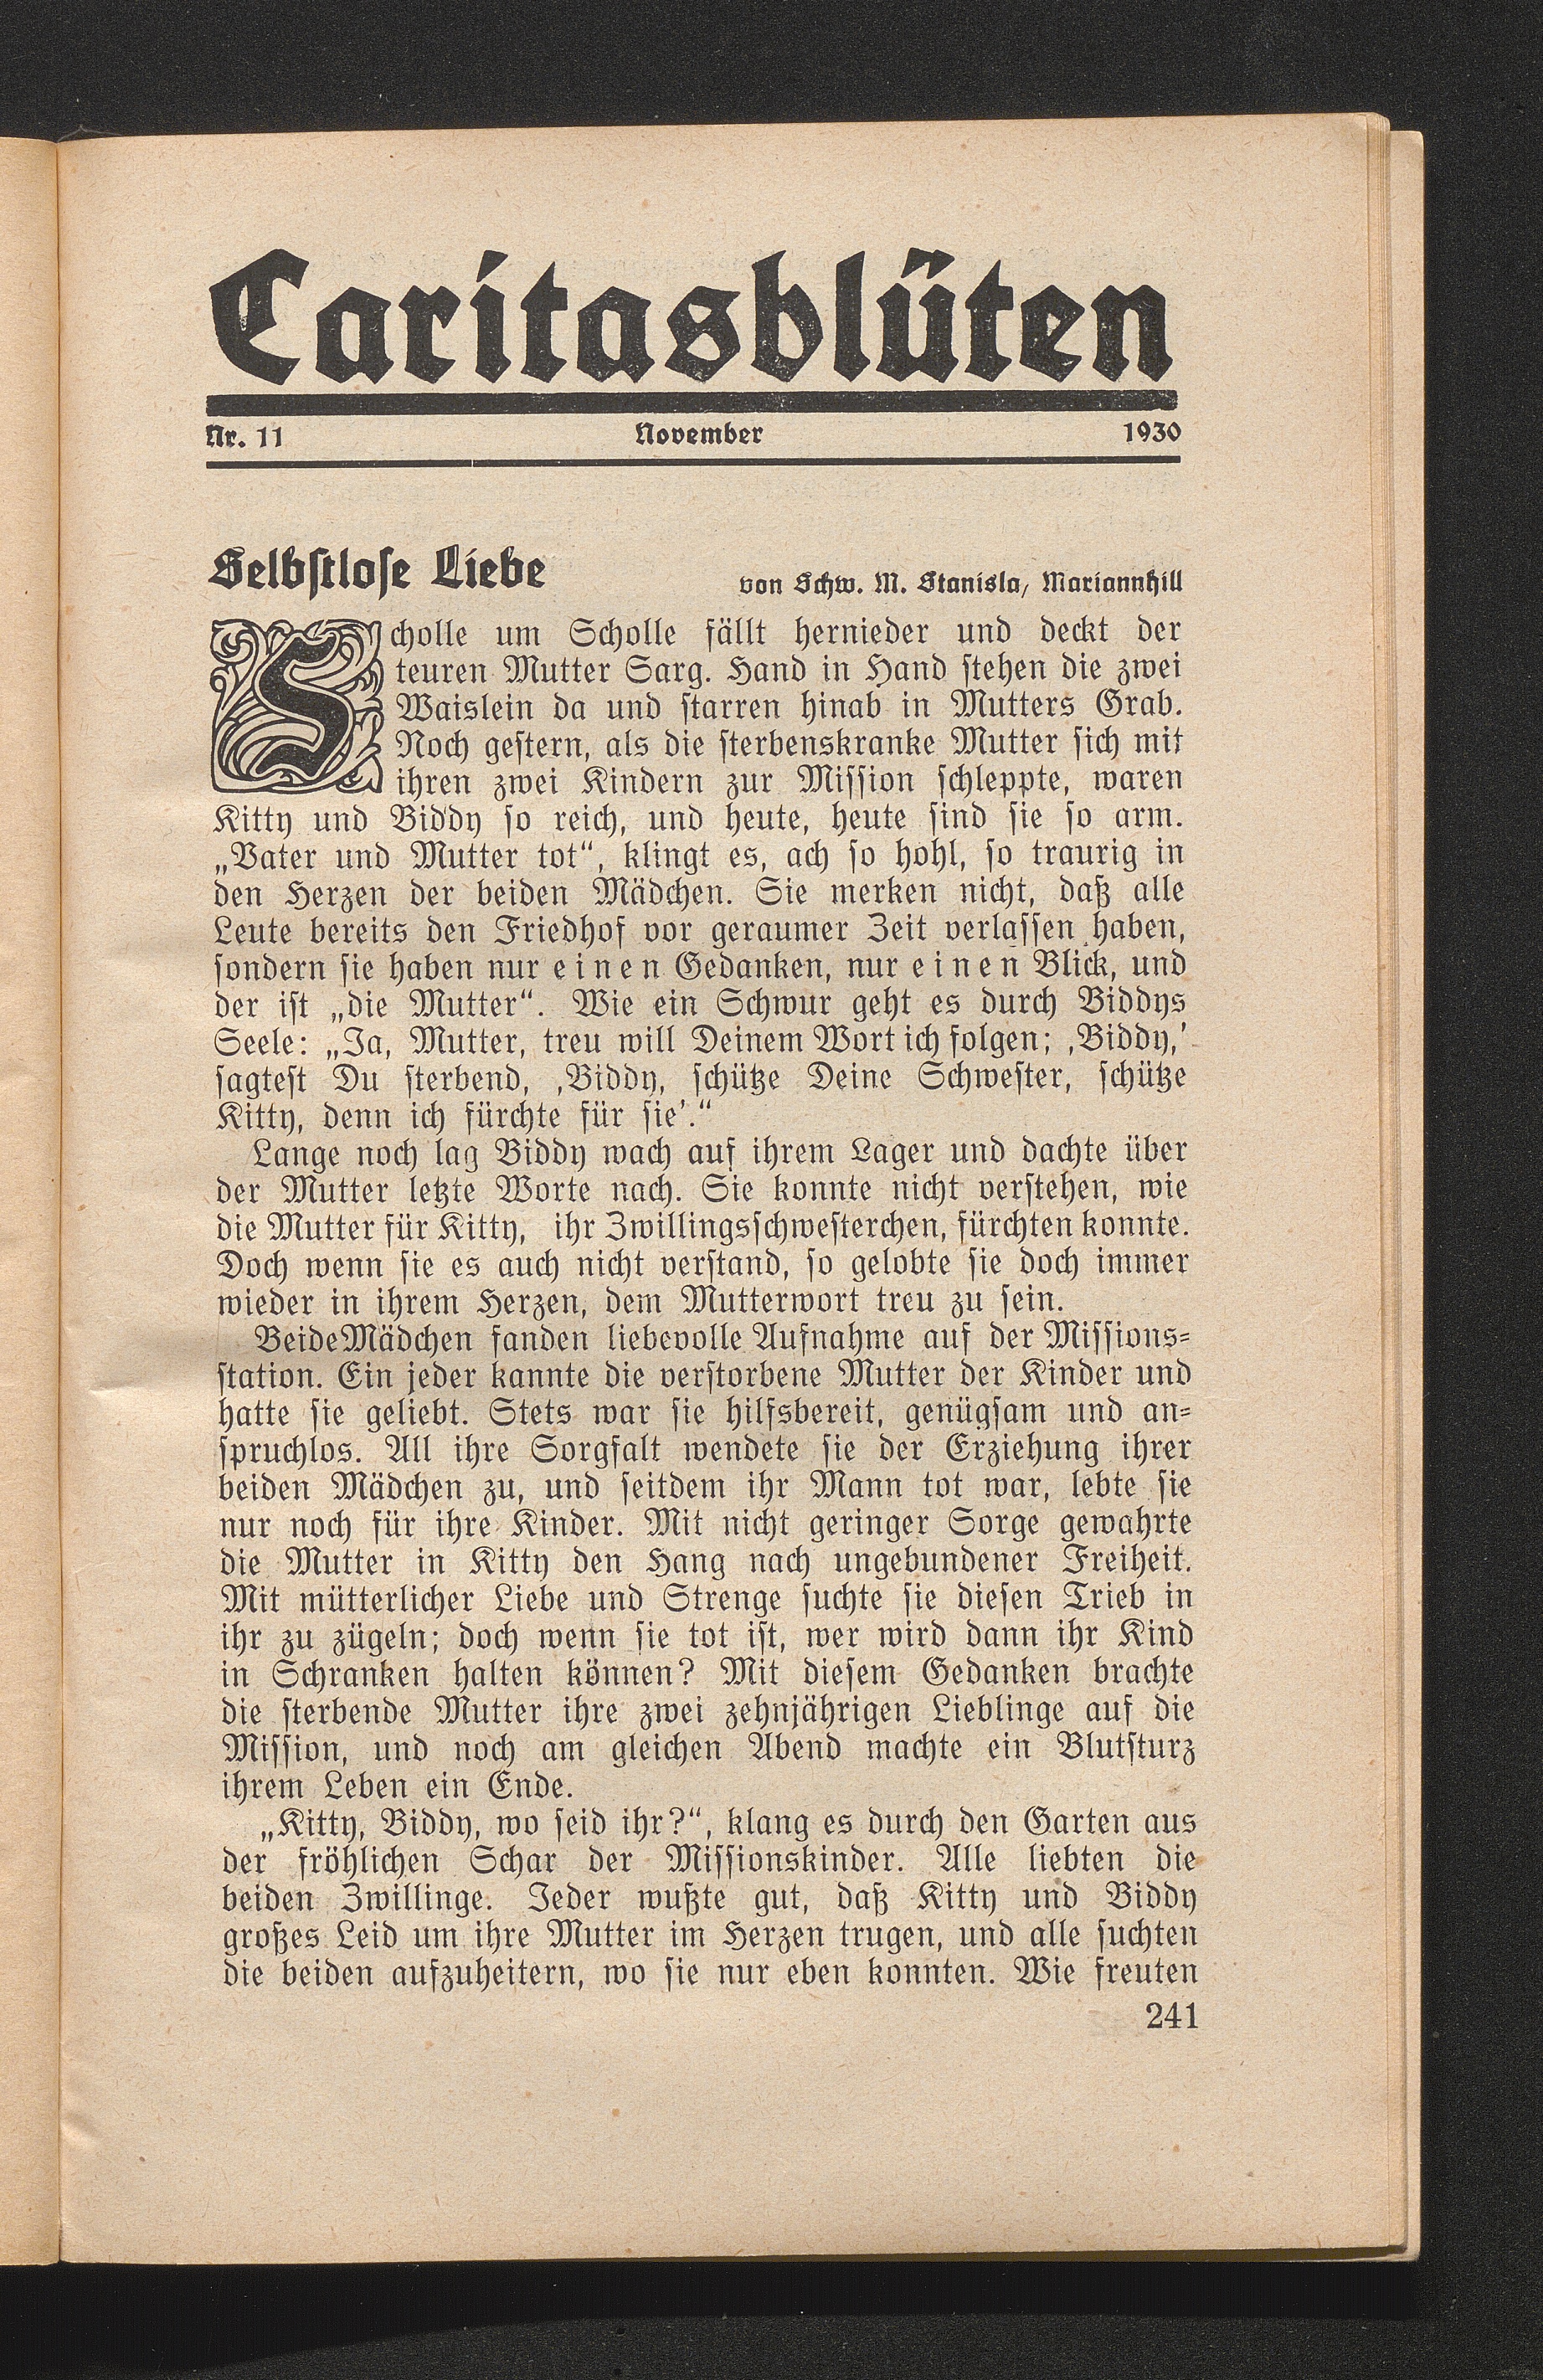 Caritasblüten
Nr. 11 November 1930
Selbstlose Liebe von Schw. M. Stanisla, Mariannhill
Scholle um Scholle fällt hernieder und deckt der
teuren Mutter Sarg. Hand in Hand stehen die zwei
Waislein da und starren hinab in Mutters Grab.
Noch gestern, als die sterbenskranke Mutter sich mit
ihren zwei Kindern zur Mission schleppte, waren
Kitty und Biddy so reich, und heute, heute sind sie so arm.
„Vater und Mutter tot“, klingt es, ach so hohl, so traurig in
den Herzen der beiden Mädchen. Sie merken nicht, daß alle
Leute bereits den Friedhof vor geraumer Zeit verlassen haben,
sondern sie haben nur einen Gedanken, nur einen Blick, und
der ist „die Mutter“. Wie ein Schwur geht es durch Biddys
Seele: „Ja, Mutter, treu will Deinem Wort ich folgen; ‚Biddy,’
sagtest Du sterbend, ‚Biddy, schütze Deine Schwester, schütze
Kitty, denn ich fürchte für sie’.“
Lange noch lag Biddy wach auf ihrem Lager und dachte über
der Mutter letzte Worte nach. Sie konnte nicht verstehen, wie
die Mutter für Kitty, ihr Zwillingsschwesterchen, fürchten konnte.
Doch wenn sie es auch nicht verstand, so gelobte sie doch immer
wieder in ihrem Herzen, dem Mutterwort treu zu sein.
Beide Mädchen fanden liebevolle Aufnahme auf der Missions-
station. Ein jeder kannte die verstorbene Mutter der Kinder und
hatte sie geliebt. Stets war sie hilfsbereit, genügsam und an-
spruchlos. All ihre Sorgfalt wendete sie der Erziehung ihrer
beiden Mädchen zu, und seitdem ihr Mann tot war, lebte sie
nur noch für ihre Kinder. Mit nicht geringer Sorge gewahrte
die Mutter in Kitty den Hang nach ungebundener Freiheit.
Mit mütterlicher Liebe und Strenge suchte sie diesen Trieb in
ihr zu zügeln; doch wenn sie tot ist, wer wird dann ihr Kind
in Schranken halten können? Mit diesem Gedanken brachte
die sterbende Mutter ihre zwei zehnjährigen Lieblinge auf die
Mission, und noch am gleichen Abend machte ein Blutsturz
ihrem Leben ein Ende.
„Kitty, Biddy, wo seid ihr?“, klang es durch den Garten aus
der fröhlichen Schar der Missionskinder. Alle liebten die
beiden Zwillinge. Jeder wußte gut, daß Kitty und Biddy
großes Leid um ihre Mutter im Herzen trugen, und alle suchten
die beiden aufzuheitern, wo sie nur eben konnten. Wie freuten
241